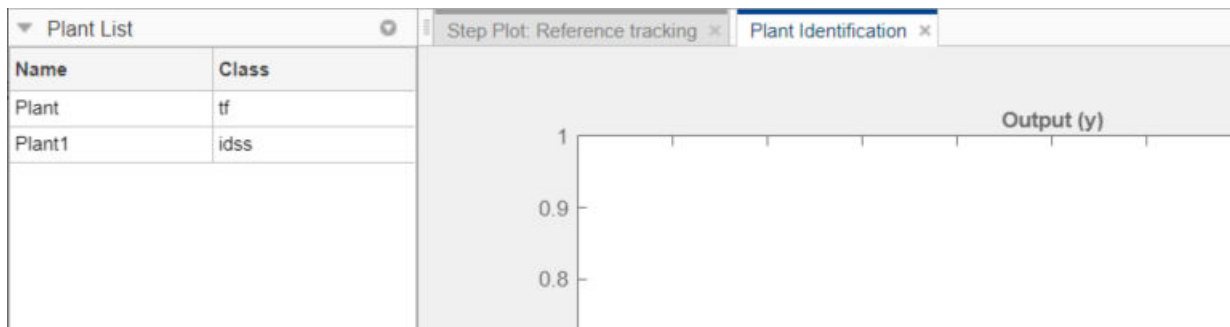 Plant List
Name Class
Plant tf
Plant1 idss
Step Plot: Reference tracking × Plant Identification ×
Output (y)
1
0.9
0.8